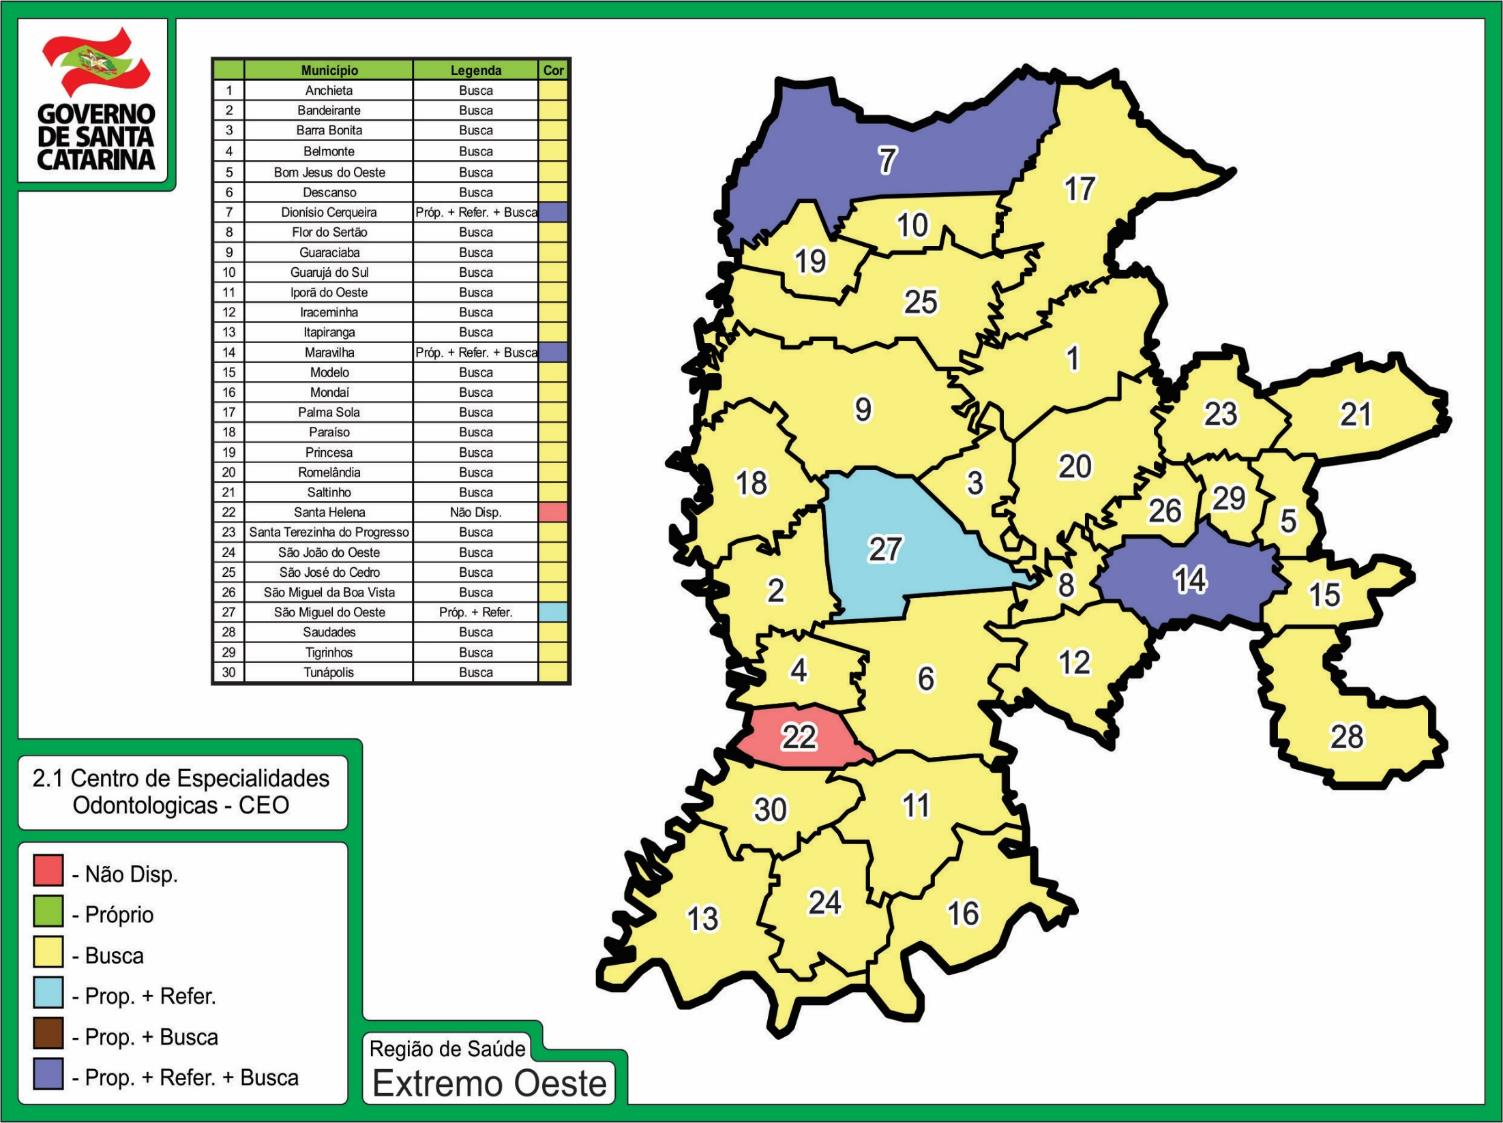 GOVERNO
DE SANTA
CATARINA
Município Legenda Cor
1 Anchieta Busca
2 Bandeirante Busca
3 Barra Bonita Busca
4 Belmonte Busca
5 Bom Jesus do Oeste Busca
6 Descanso Busca
7 Dionísio Cerqueira Próp. + Refer. + Busca
8 Flor do Sertão Busca
9 Guaraciaba Busca
10 Guarujá do Sul Busca
11 Iporã do Oeste Busca
12 Iraceminha Busca
13 Itapiranga Busca
14 Maravilha Próp. + Refer. + Busca
15 Modelo Busca
16 Mondaí Busca
17 Palma Sola Busca
18 Paraíso Busca
19 Princesa Busca
20 Romelândia Busca
21 Saltinho Busca
22 Santa Helena Não Disp.
23 Santa Terezinha do Progresso Busca
24 São João do Oeste Busca
25 São José do Cedro Busca
26 São Miguel da Boa Vista Busca
27 São Miguel do Oeste Próp. + Refer.
28 Saudades Busca
29 Tigrinhos Busca
30 Tunápolis Busca
7
17
10
19
25
1
9
23
21
20
18
3
29
26
5
27
14
8
2
15
12
4
6
22
28
11
30
24
16
13
2.1 Centro de Especialidades
Odontologicas - CEO
- Não Disp.
- Próprio
- Busca
- Prop. + Refer.
- Prop. + Busca
- Prop. + Refer. + Busca
Região de Saúde
Extremo Oeste